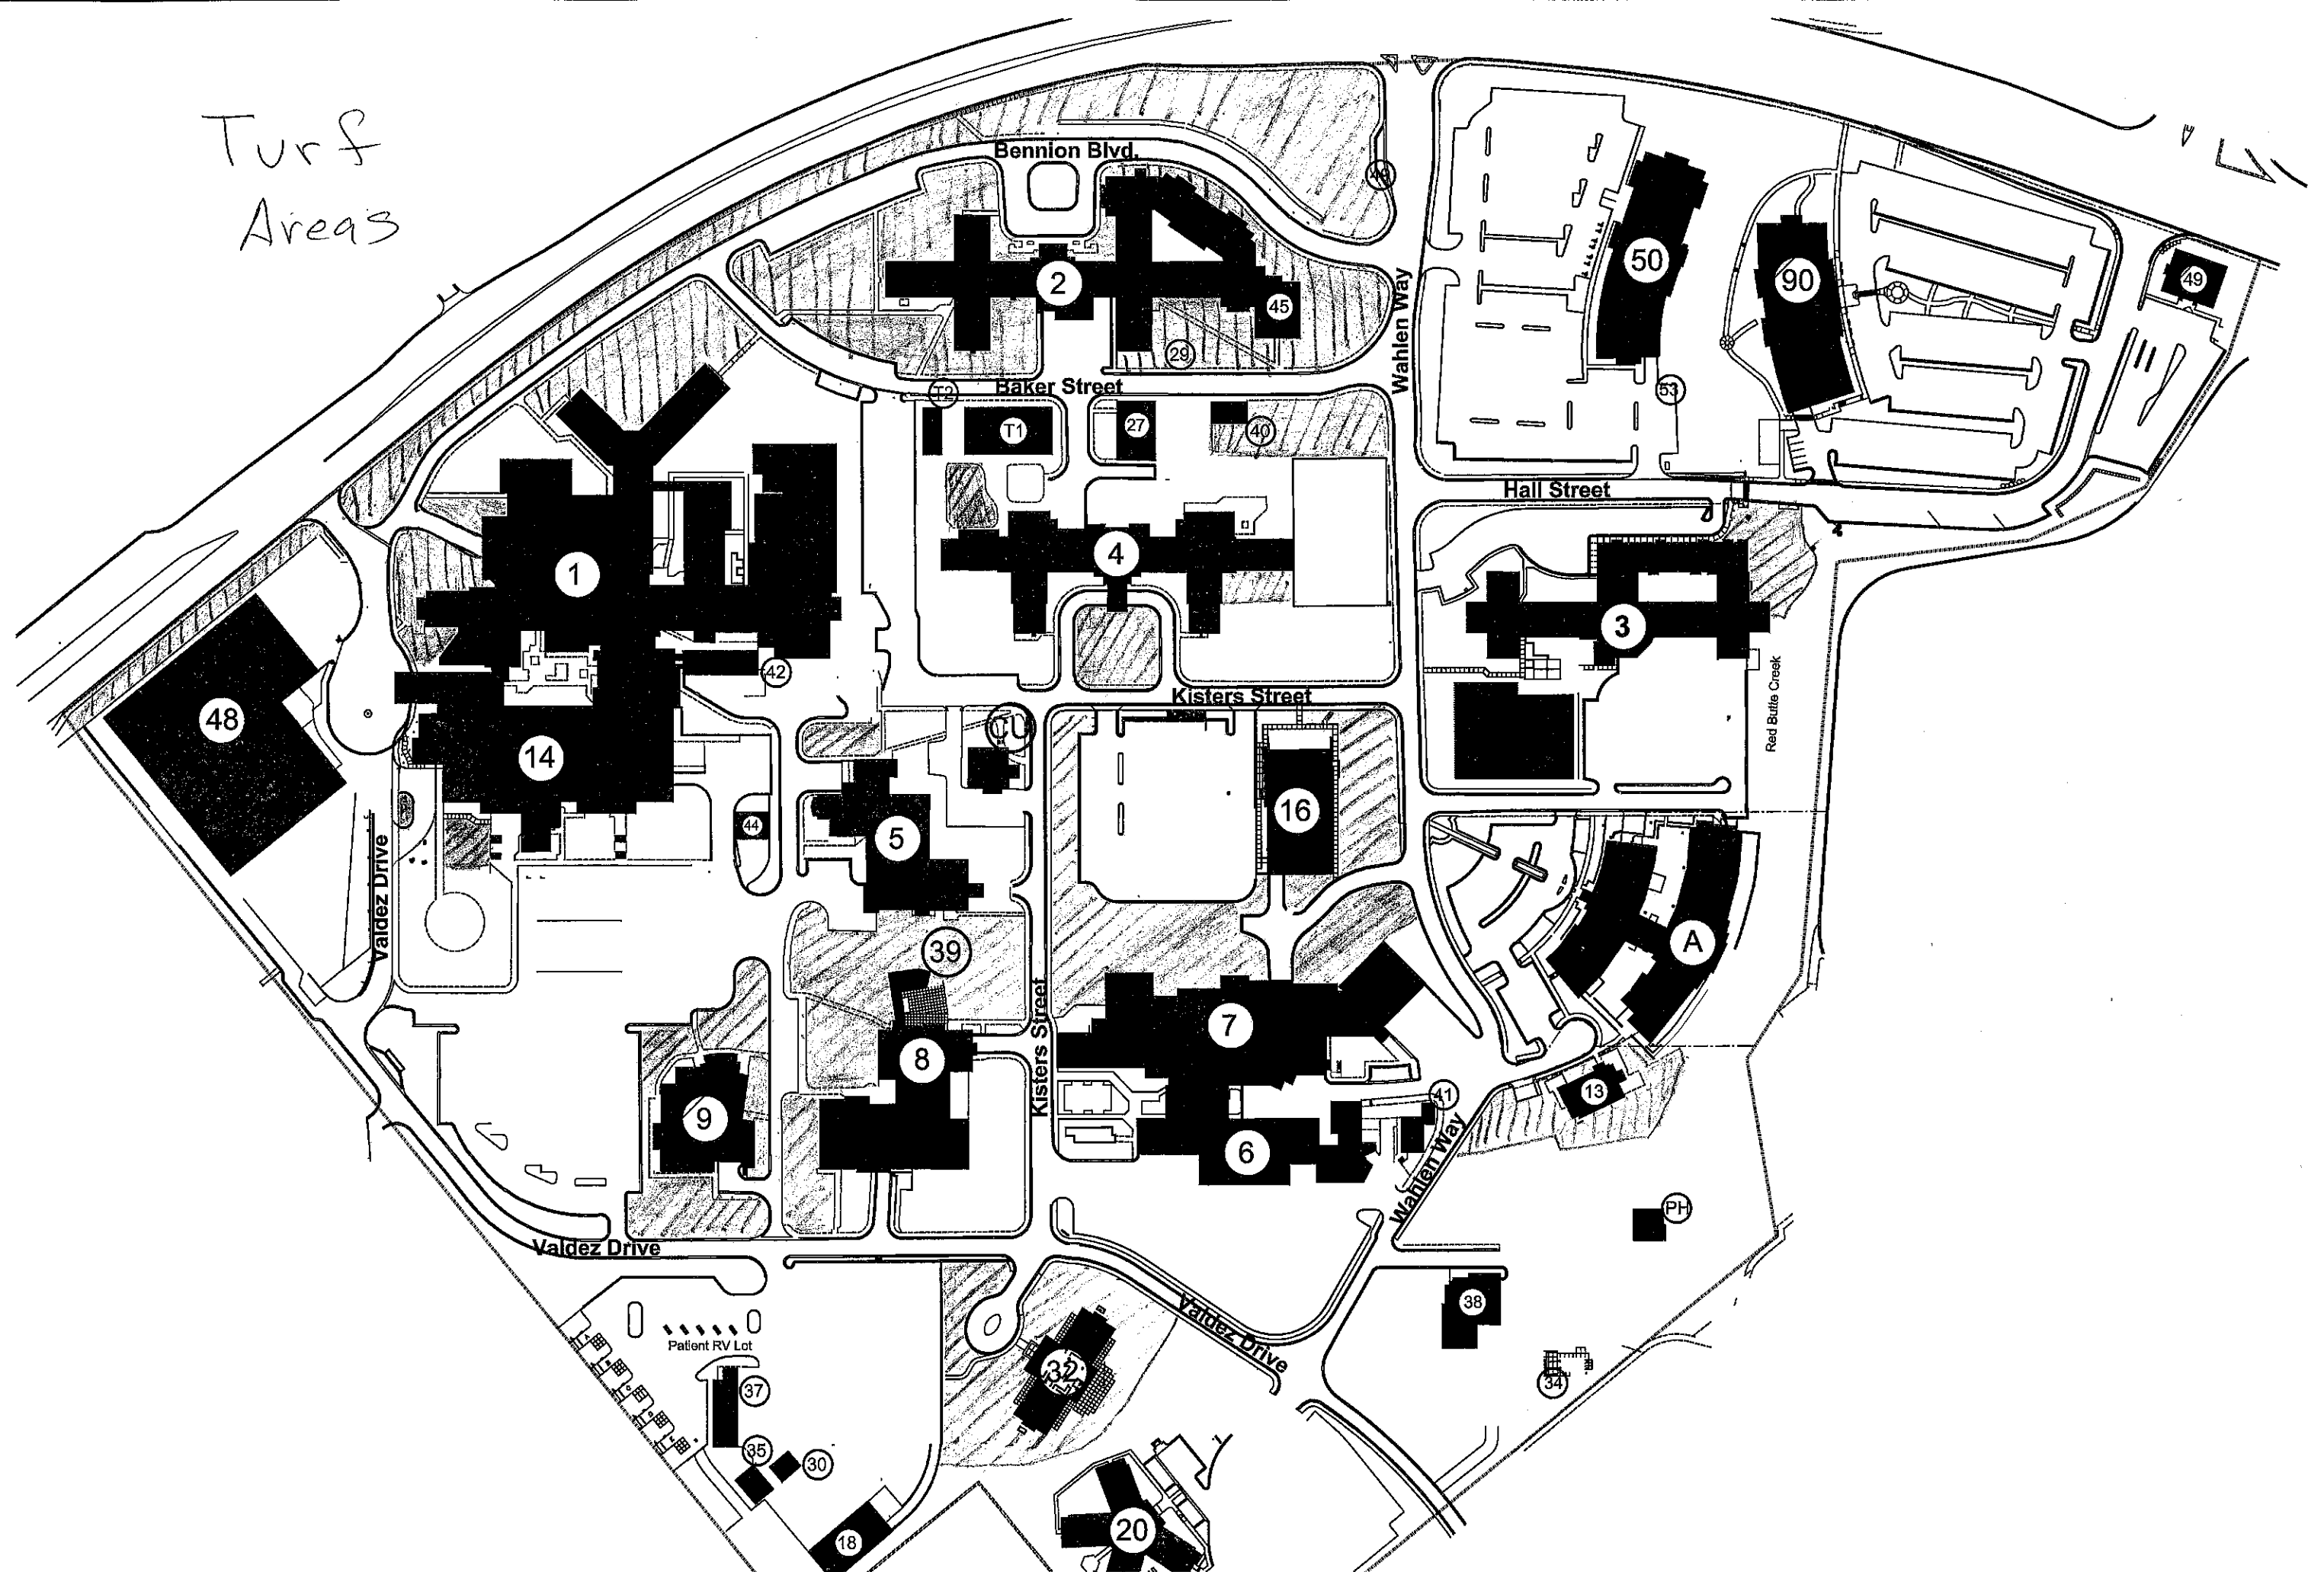 Turf
Areas
Bennion Blvd.
46
2
50
90
49
45
Wahlen Way
29
T2
Baker Street
53
T1
27
40
Hall Street
1
4
3
42
Kisters Street
Red Butte Creek
48
CU
14
16
44
5
Valdez Drive
39
A
Kisters Street
7
8
13
9
41
6
Wahlen Way
PH
Valdez Drive
38
Valdez Drive
Patient RV Lot
32
34
37
35
30
20
18